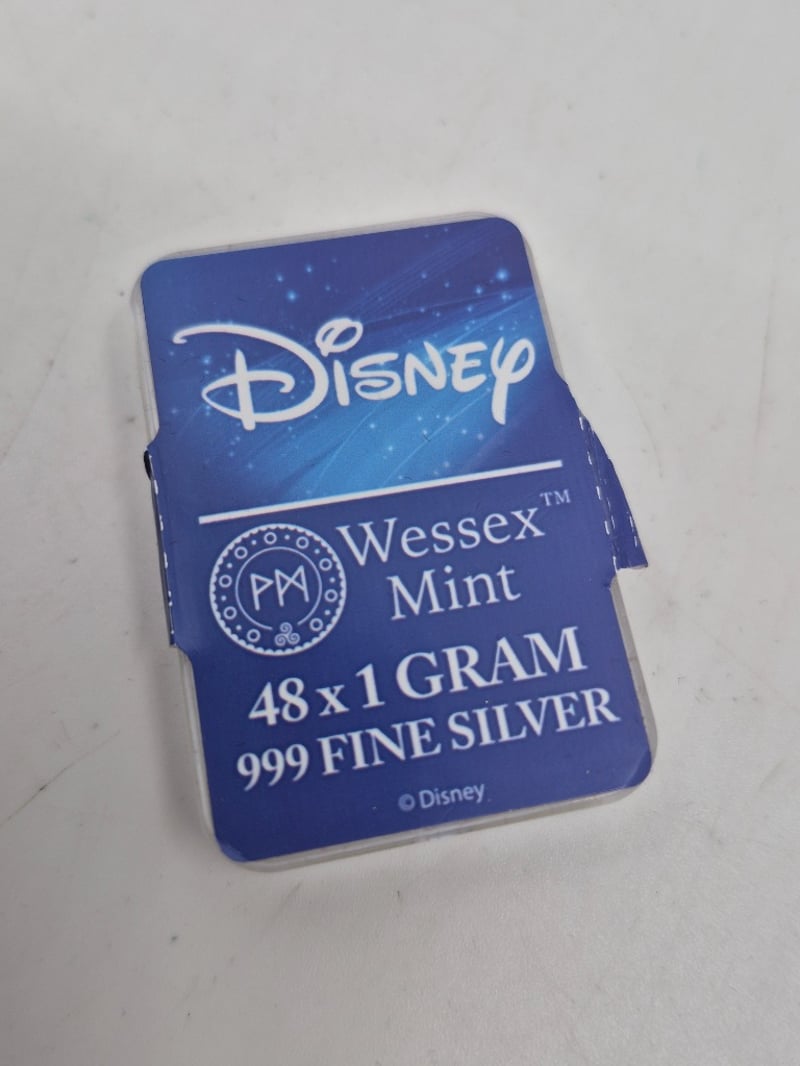 Disney
Wessex™
Mint
48 x 1 GRAM
999 FINE SILVER
© Disney